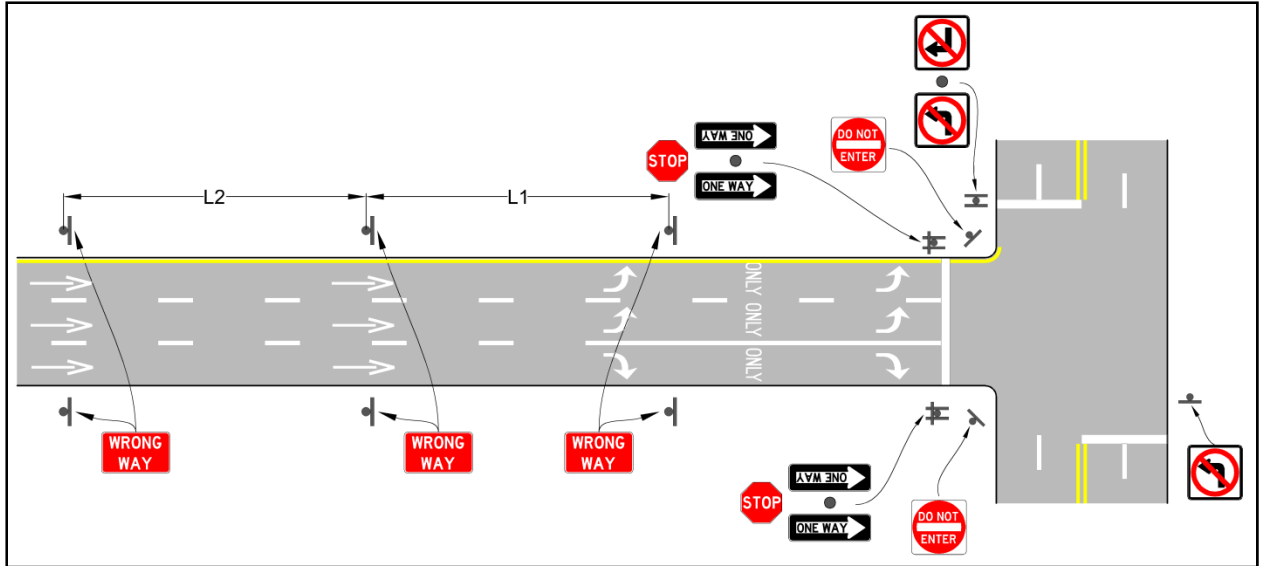 ONE WAY
STOP
ONE WAY
DO NOT
ENTER
L2
L1
ONLY ONLY ONLY
WRONG
WAY
WRONG
WAY
WRONG
WAY
ONE WAY
STOP
ONE WAY
DO NOT
ENTER